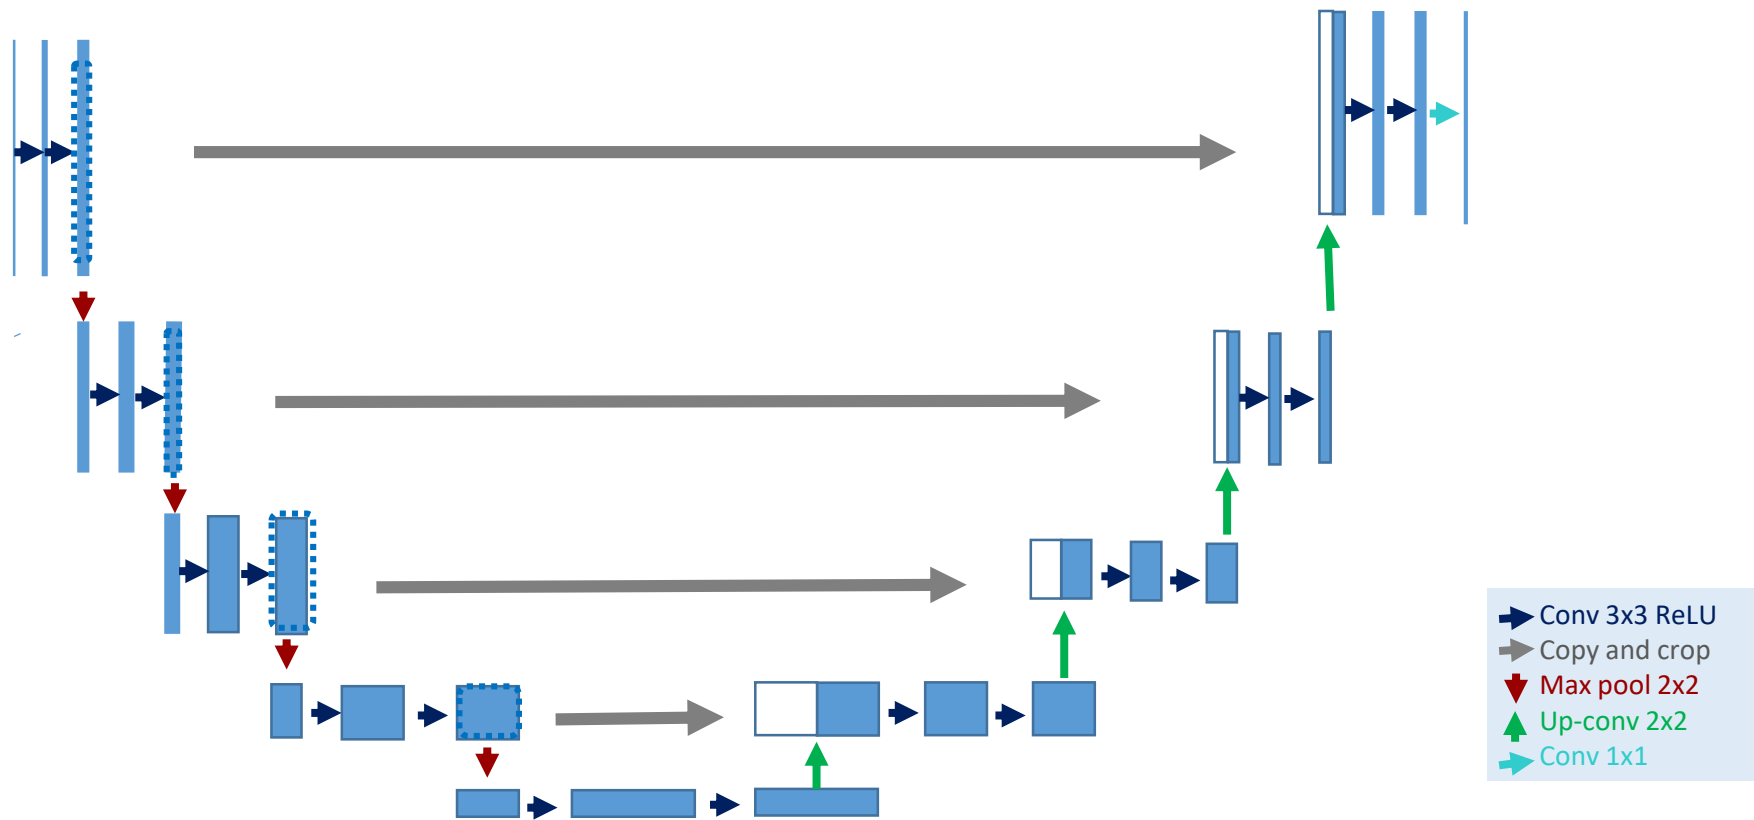 Conv 3x3 ReLU
Copy and crop
Max pool 2x2
Up-conv 2x2
Conv 1x1